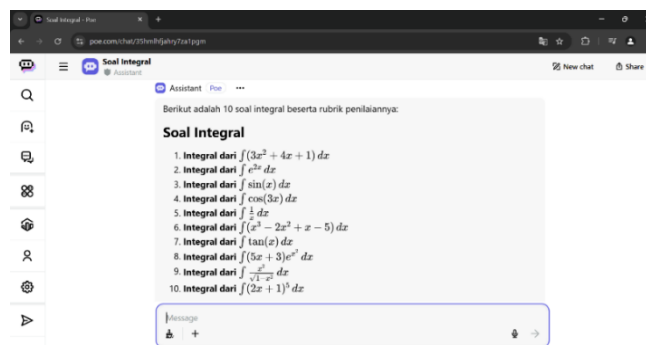 Soal Integral - Poe
poe.com/chat/35hmlhfjahry7za1pgm
Soal Integral
Assistant
New chat
Share
Assistant Poe
Berikut adalah 10 soal integral beserta rubrik penilaiannya:
Soal Integral
1. Integral dari ∫(3x² + 4x + 1) dx
2. Integral dari ∫ e²ˣ dx
3. Integral dari ∫ sin(x) dx
4. Integral dari ∫ cos(3x) dx
5. Integral dari ∫ 1/x dx
6. Integral dari ∫(x³ − 2x² + x − 5) dx
7. Integral dari ∫ tan(x) dx
8. Integral dari ∫(5x + 3)e^(x²) dx
9. Integral dari ∫ x²/√(1−x²) dx
10. Integral dari ∫(2x + 1)⁵ dx
Message